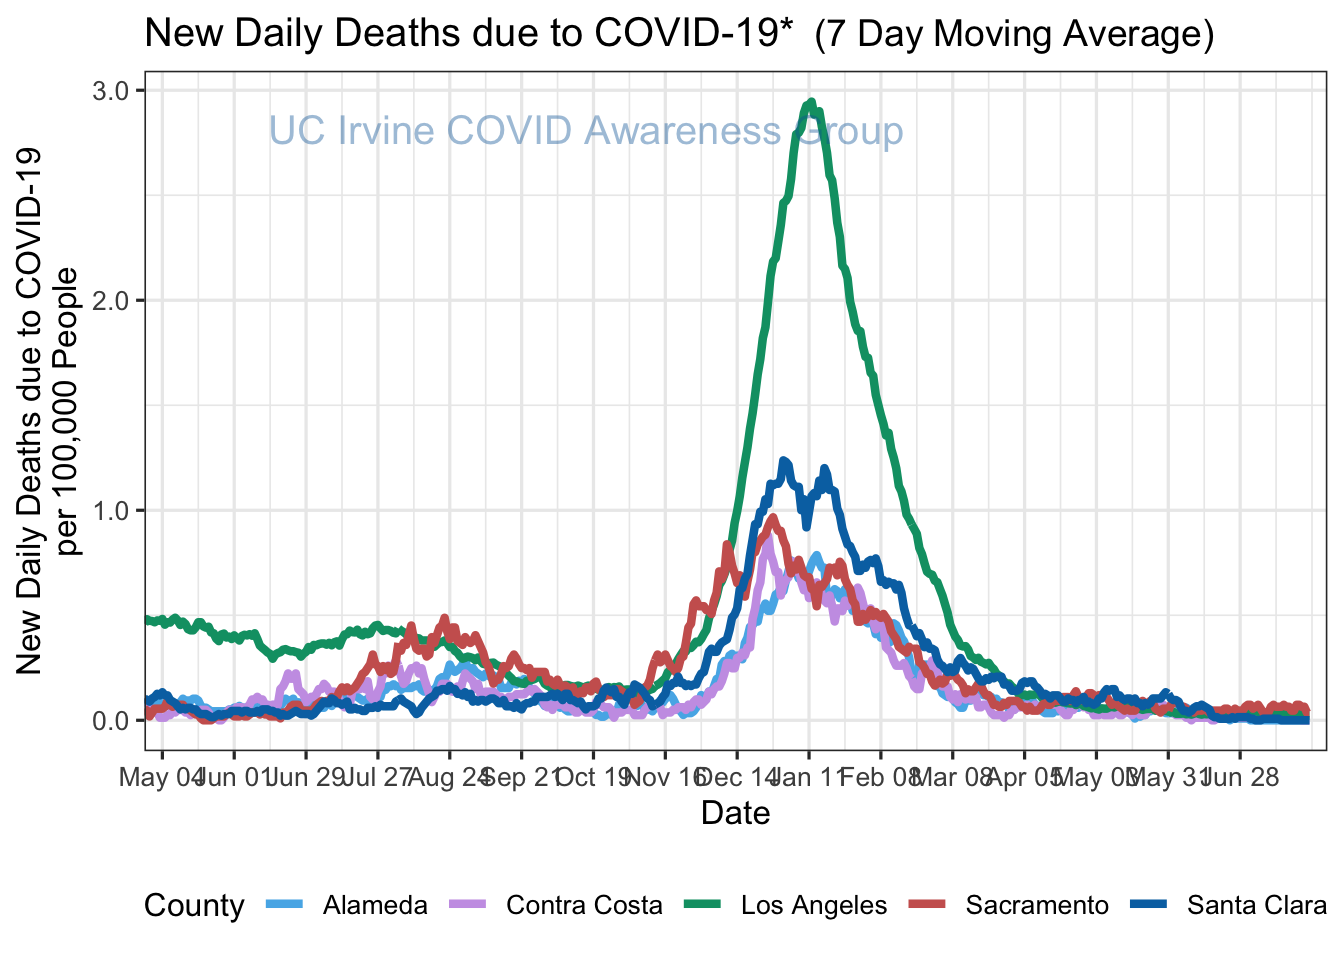 New Daily Deaths due to COVID-19* (7 Day Moving Average)
UC Irvine COVID Awareness Group
New Daily Deaths due to COVID-19
per 100,000 People
3.0
2.0
1.0
0.0
May 04 Jun 01 Jun 29 Jul 27 Aug 24 Sep 21 Oct 19 Nov 16 Dec 14 Jan 11 Feb 08 Mar 08 Apr 05 May 03 May 31 Jun 28
Date
County Alameda Contra Costa Los Angeles Sacramento Santa Clara